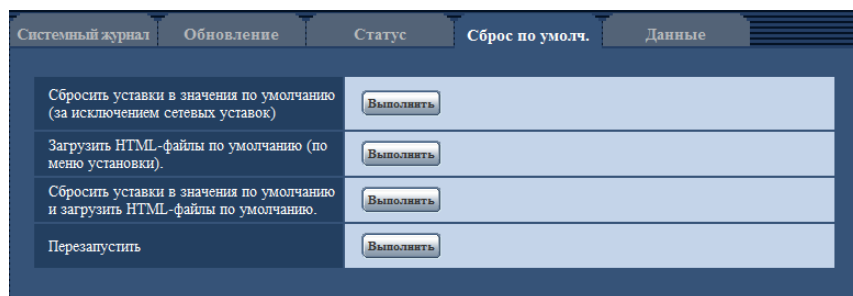 Системный журнал Обновление Статус Сброс по умолч. Данные
Сбросить уставки в значения по умолчанию
(за исключением сетевых уставок)
Выполнить
Загрузить HTML-файлы по умолчанию (по
меню установки).
Выполнить
Сбросить уставки в значения по умолчанию
и загрузить HTML-файлы по умолчанию.
Выполнить
Перезапустить
Выполнить